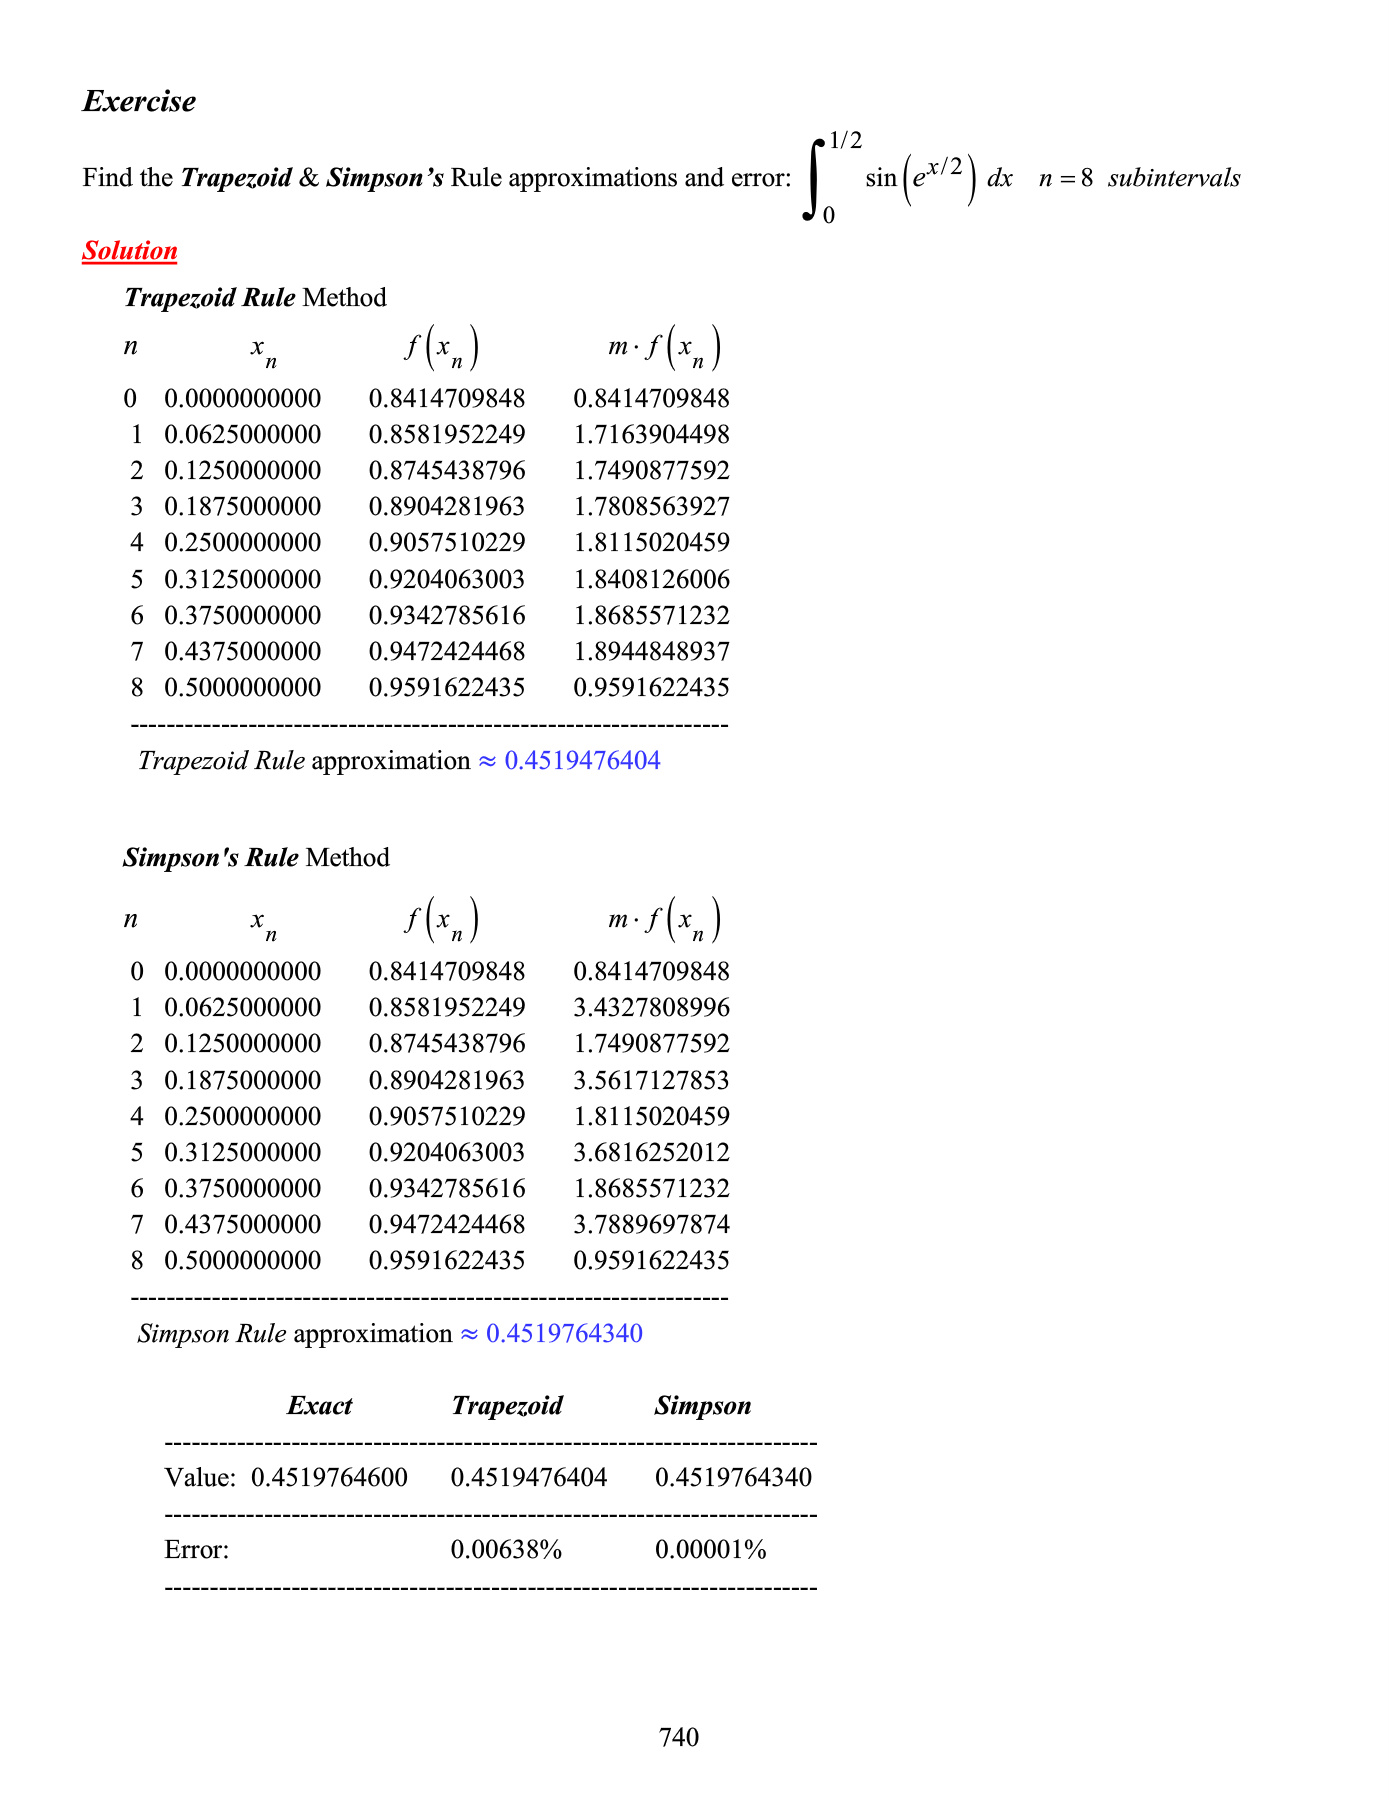 Exercise
Find the Trapezoid & Simpson’s Rule approximations and error: ∫₀^{1/2} sin(e^{x/2}) dx n = 8 subintervals
Solution
Trapezoid Rule Method
n x_n f(x_n) m · f(x_n)
0 0.0000000000 0.8414709848 0.8414709848
1 0.0625000000 0.8581952249 1.7163904498
2 0.1250000000 0.8745438796 1.7490877592
3 0.1875000000 0.8904281963 1.7808563927
4 0.2500000000 0.9057510229 1.8115020459
5 0.3125000000 0.9204063003 1.8408126006
6 0.3750000000 0.9342785616 1.8685571232
7 0.4375000000 0.9472424468 1.8944848937
8 0.5000000000 0.9591622435 0.9591622435
-------------------------------------------------------------------
Trapezoid Rule approximation ≈ 0.4519476404
Simpson's Rule Method
n x_n f(x_n) m · f(x_n)
0 0.0000000000 0.8414709848 0.8414709848
1 0.0625000000 0.8581952249 3.4327808996
2 0.1250000000 0.8745438796 1.7490877592
3 0.1875000000 0.8904281963 3.5617127853
4 0.2500000000 0.9057510229 1.8115020459
5 0.3125000000 0.9204063003 3.6816252012
6 0.3750000000 0.9342785616 1.8685571232
7 0.4375000000 0.9472424468 3.7889697874
8 0.5000000000 0.9591622435 0.9591622435
-------------------------------------------------------------------
Simpson Rule approximation ≈ 0.4519764340
Exact Trapezoid Simpson
-------------------------------------------------------------------------
Value: 0.4519764600 0.4519476404 0.4519764340
-------------------------------------------------------------------------
Error: 0.00638% 0.00001%
-------------------------------------------------------------------------
740